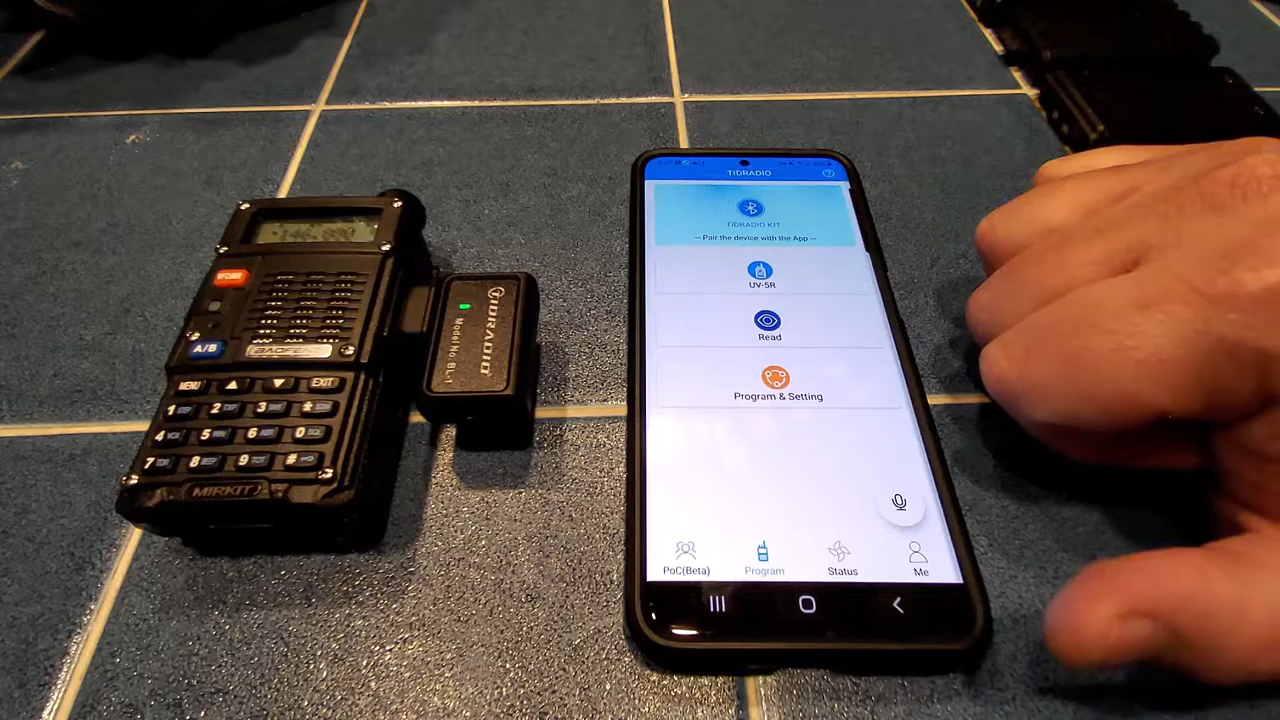 VFO/MR
A/B
BAOFENG
MENU
EXIT
1
2
3
4
5
6 
0
7
8
9
#
MIRKIT
TIDRADIO
Model No. BL-1
TIDRADIO
TIDRADIO KIT
— Pair the device with the App —
UV-5R
Read
Program & Setting
PoC(Beta)
Program
Status
Me